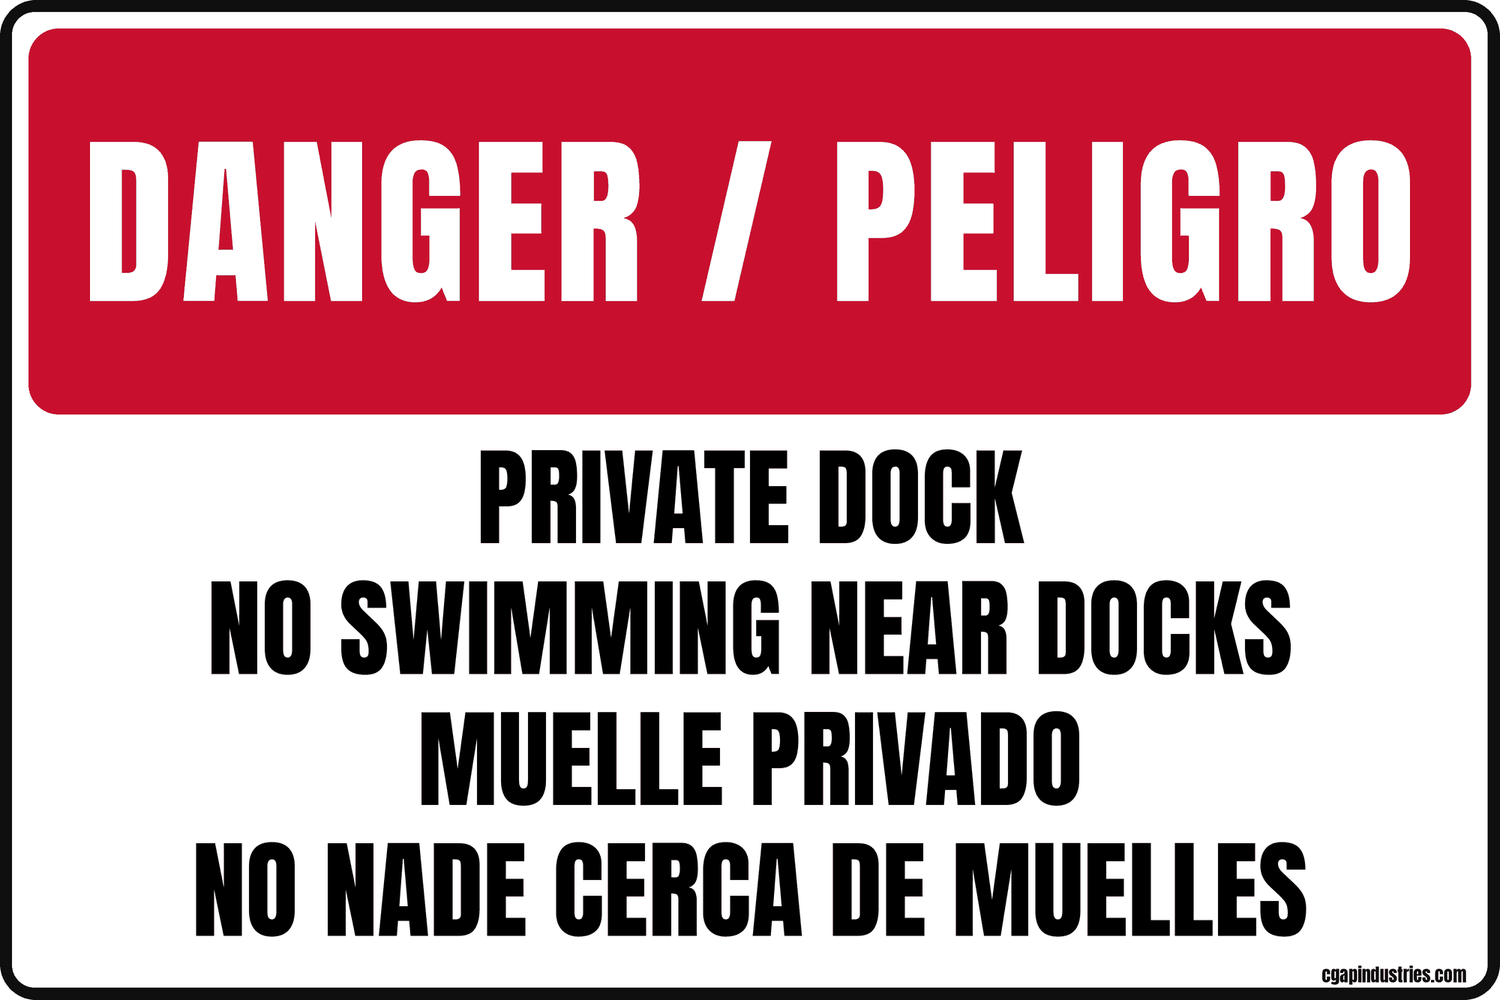 DANGER / PELIGRO
PRIVATE DOCK
NO SWIMMING NEAR DOCKS
MUELLE PRIVADO
NO NADE CERCA DE MUELLES
cgapindustries.com